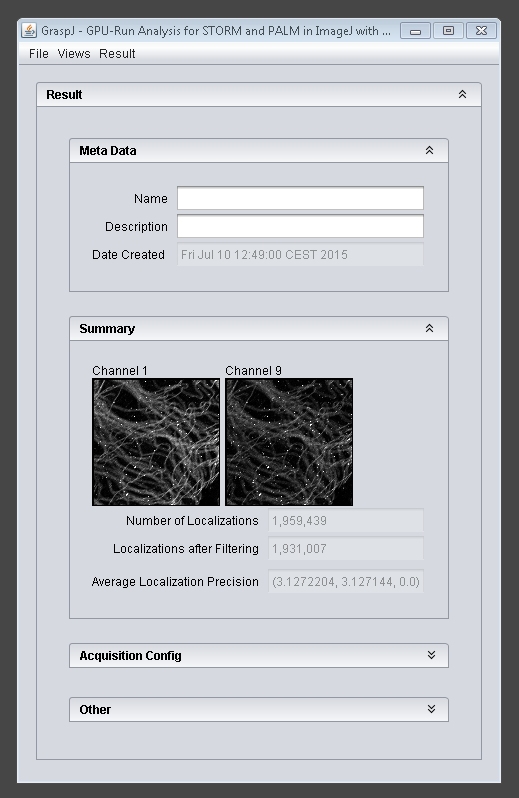 GraspJ - GPU-Run Analysis for STORM and PALM in ImageJ with ...
File Views Result
Result
Meta Data
Name
Description
Date Created Fri Jul 10 12:49:00 CEST 2015
Summary
Channel 1 Channel 9
Number of Localizations 1,959,439
Localizations after Filtering 1,931,007
Average Localization Precision (3.1272204, 3.127144, 0.0)
Acquisition Config
Other